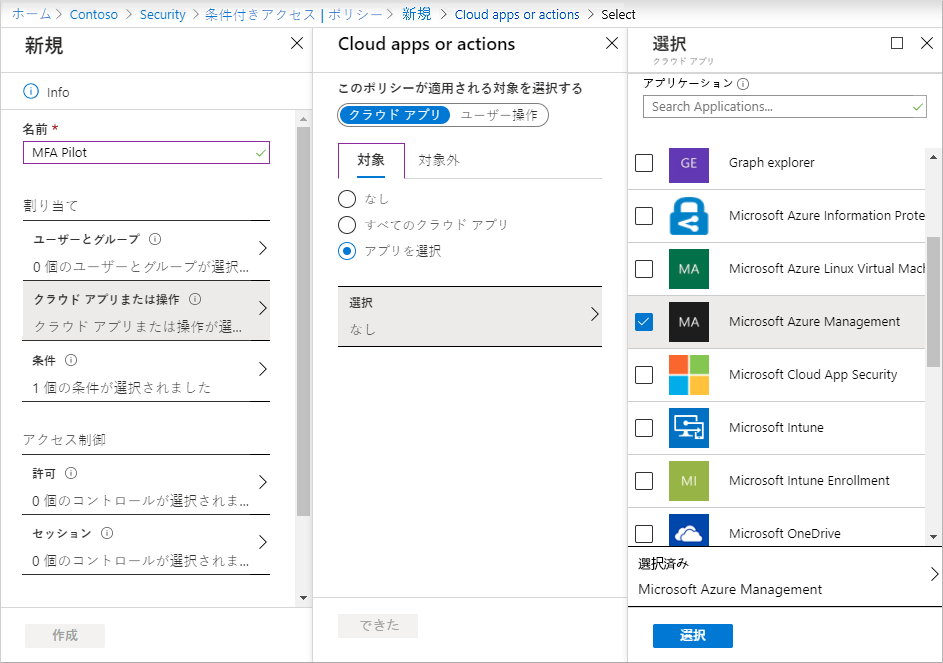 ホーム > Contoso > Security > 条件付きアクセス | ポリシー > 新規 > Cloud apps or actions > Select
新規
Info
名前 *
MFA Pilot
割り当て
ユーザーとグループ
0 個のユーザーとグループが選択...
クラウド アプリまたは操作
クラウド アプリまたは操作が選...
条件
1 個の条件が選択されました
アクセス制御
許可
0 個のコントロールが選択されま...
セッション
0 個のコントロールが選択されま...
作成
Cloud apps or actions
このポリシーが適用される対象を選択する
クラウド アプリ ユーザー操作
対象 対象外
なし
すべてのクラウド アプリ
アプリを選択
選択
なし
できた
選択
クラウド アプリ
アプリケーション
Search Applications...
GE Graph explorer
Microsoft Azure Information Prote
MA Microsoft Azure Linux Virtual Mach
MA Microsoft Azure Management
Microsoft Cloud App Security
Microsoft Intune
MI Microsoft Intune Enrollment
Microsoft OneDrive
選択済み
Microsoft Azure Management
選択